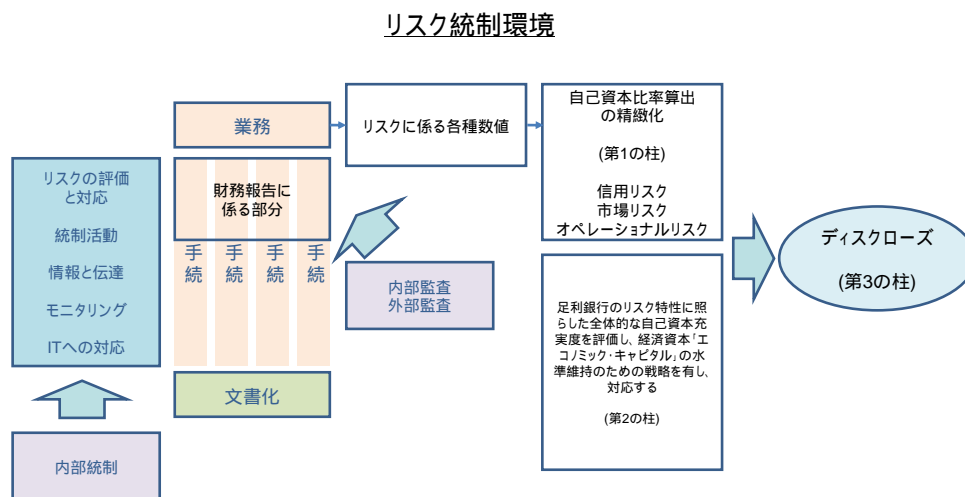 リスク統制環境
業務
リスクに係る各種数値
自己資本比率算出
の精緻化
(第1の柱)
信用リスク
市場リスク
オペレーショナルリスク
リスクの評価
と対応
統制活動
情報と伝達
モニタリング
ITへの対応
財務報告に
係る部分
手続
手続
手続
手続
内部監査
外部監査
ディスクローズ
(第3の柱)
足利銀行のリスク特性に照
らした全体的な自己資本充
実度を評価し、経済資本「エ
コノミック・キャピタル」の水
準維持のための戦略を有し、
対応する
(第2の柱)
文書化
内部統制